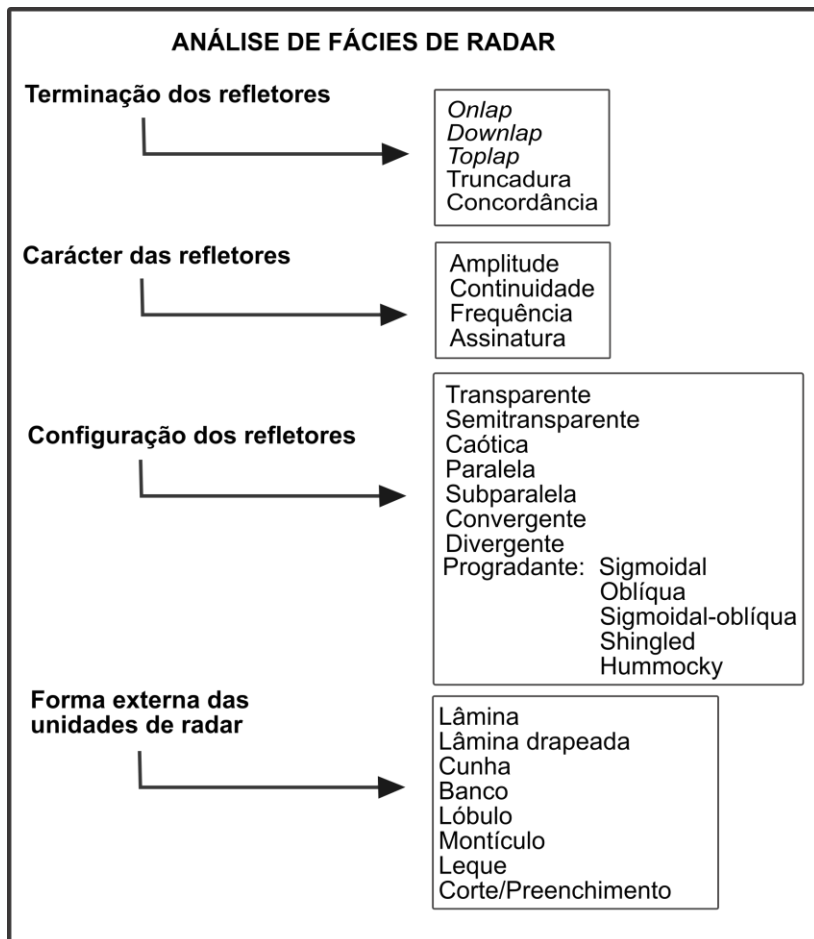 ANÁLISE DE FÁCIES DE RADAR
Terminação dos refletores
Onlap
Downlap
Toplap
Truncadura
Concordância
Carácter das refletores
Amplitude
Continuidade
Frequência
Assinatura
Configuração dos refletores
Transparente
Semitransparente
Caótica
Paralela
Subparalela
Convergente
Divergente
Progradante: Sigmoidal
Oblíqua
Sigmoidal-oblíqua
Shingled
Hummocky
Forma externa das
unidades de radar
Lâmina
Lâmina drapeada
Cunha
Banco
Lóbulo
Montículo
Leque
Corte/Preenchimento